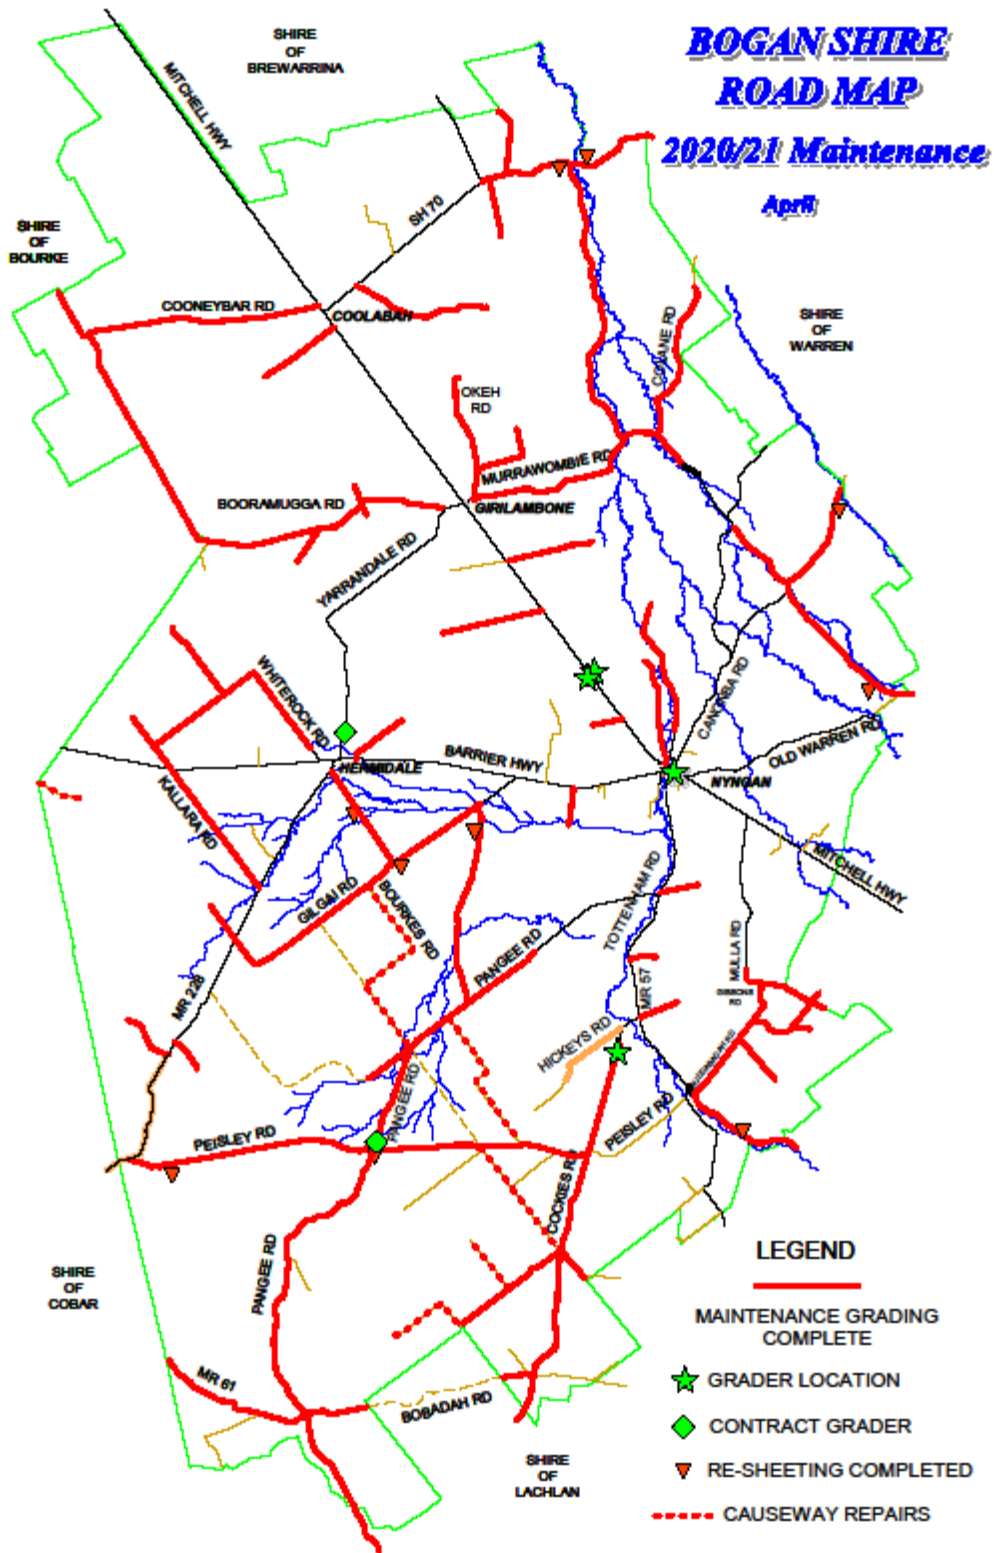 BOGAN SHIRE
ROAD MAP
2020/21 Maintenance
April
SHIRE
OF
BREWARRINA
MITCHELL HWY
SH 70
SHIRE
OF
BOURKE
COONEYBAR RD
COOLABAH
SHIRE
OF
WARREN
COVANE RD
OKEH
RD
MURRAWOMBIE RD
BOORAMUGGA RD
GIRILAMBONE
YARRANDALE RD
WHITEROCK RD
CANONBA RD
BARRIER HWY
OLD WARREN RD
HERMIDALE
NYNGAN
KALLARA RD
MITCHELL HWY
GILGAI RD
BOURKES RD
TOTTENHAM RD
PANGEE RD
MULLA RD
MR 57
GIBBONS
RD
MR 228
HICKEYS RD
PANGEE RD
PEISLEY RD
PEISLEY RD
COCKIES RD
PANGEE RD
SHIRE
OF
COBAR
MR 61
BOBADAH RD
SHIRE
OF
LACHLAN
LEGEND
MAINTENANCE GRADING
COMPLETE
GRADER LOCATION
CONTRACT GRADER
RE-SHEETING COMPLETED
CAUSEWAY REPAIRS